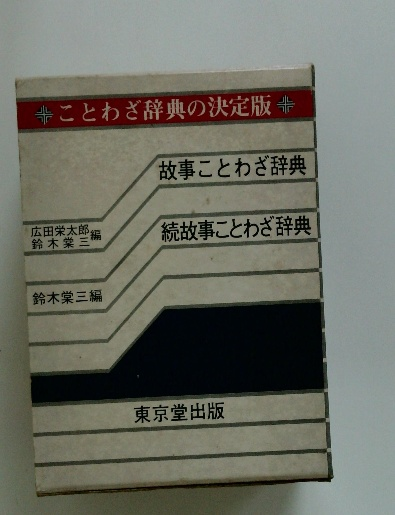 ことわざ辞典の決定版
故事ことわざ辞典
広田栄太郎
鈴木棠三編
続故事ことわざ辞典
鈴木棠三編
東京堂出版